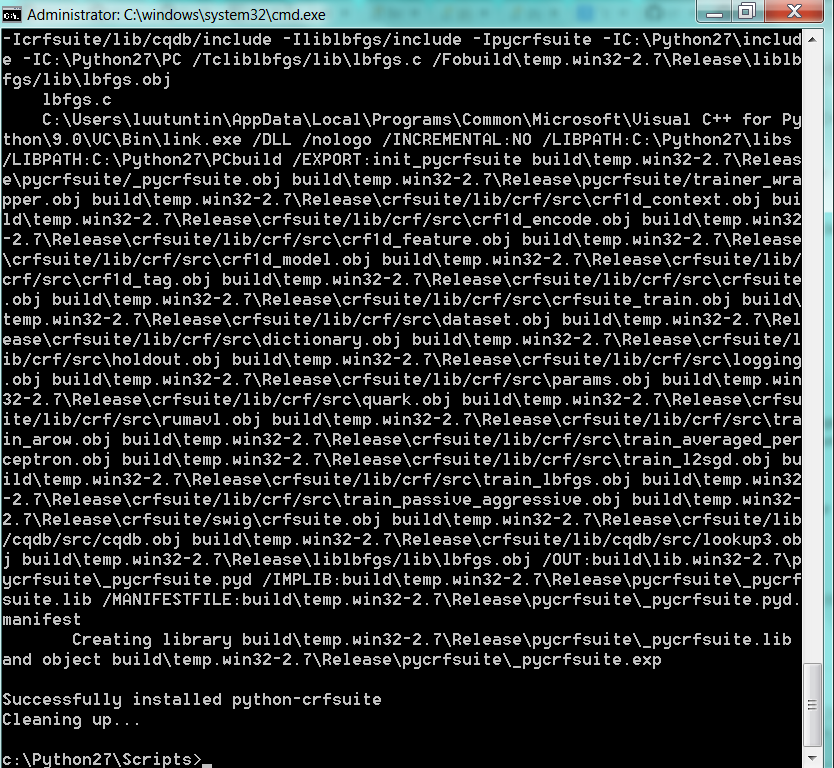 Administrator: C:\windows\system32\cmd.exe
-Icrfsuite/lib/cqdb/include -Iliblbfgs/include -Ipycrfsuite -IC:\Python27\includ
e -IC:\Python27\PC /Tcliblbfgs/lib\lbfgs.c /Fobuild\temp.win32-2.7\Release\liblb
fgs/lib\lbfgs.obj
lbfgs.c
C:\Users\luutuntin\AppData\Local\Programs\Common\Microsoft\Visual C++ for Py
thon\9.0\VC\Bin\link.exe /DLL /nologo /INCREMENTAL:NO /LIBPATH:C:\Python27\libs
/LIBPATH:C:\Python27\PCbuild /EXPORT:init_pycrfsuite build\temp.win32-2.7\Releas
e\pycrfsuite/_pycrfsuite.obj build\temp.win32-2.7\Release\pycrfsuite/trainer_wra
pper.obj build\temp.win32-2.7\Release\crfsuite/lib/crf/src\crf1d_context.obj bui
ld\temp.win32-2.7\Release\crfsuite/lib/crf/src\crf1d_encode.obj build\temp.win32
-2.7\Release\crfsuite/lib/crf/src\crf1d_feature.obj build\temp.win32-2.7\Release
\crfsuite/lib/crf/src\crf1d_model.obj build\temp.win32-2.7\Release\crfsuite/lib/
crf/src\crf1d_tag.obj build\temp.win32-2.7\Release\crfsuite/lib/crf/src\crfsuite
.obj build\temp.win32-2.7\Release\crfsuite/lib/crf/src\crfsuite_train.obj build\
temp.win32-2.7\Release\crfsuite/lib/crf/src\dataset.obj build\temp.win32-2.7\Rel
ease\crfsuite/lib/crf/src\dictionary.obj build\temp.win32-2.7\Release\crfsuite/l
ib/crf/src\holdout.obj build\temp.win32-2.7\Release\crfsuite/lib/crf/src\logging
.obj build\temp.win32-2.7\Release\crfsuite/lib/crf/src\params.obj build\temp.win
32-2.7\Release\crfsuite/lib/crf/src\quark.obj build\temp.win32-2.7\Release\crfsu
ite/lib/crf/src\rumavl.obj build\temp.win32-2.7\Release\crfsuite/lib/crf/src\tra
in_arow.obj build\temp.win32-2.7\Release\crfsuite/lib/crf/src\train_averaged_per
ceptron.obj build\temp.win32-2.7\Release\crfsuite/lib/crf/src\train_l2sgd.obj bu
ild\temp.win32-2.7\Release\crfsuite/lib/crf/src\train_lbfgs.obj build\temp.win32
-2.7\Release\crfsuite/lib/crf/src\train_passive_aggressive.obj build\temp.win32-
2.7\Release\crfsuite/swig\crfsuite.obj build\temp.win32-2.7\Release\crfsuite/lib
/cqdb/src/cqdb.obj build\temp.win32-2.7\Release\crfsuite/lib/cqdb/src\lookup3.ob
j build\temp.win32-2.7\Release\liblbfgs/lib\lbfgs.obj /OUT:build\lib.win32-2.7\p
ycrfsuite\_pycrfsuite.pyd /IMPLIB:build\temp.win32-2.7\Release\pycrfsuite\_pycrf
suite.lib /MANIFESTFILE:build\temp.win32-2.7\Release\pycrfsuite\_pycrfsuite.pyd.
manifest
Creating library build\temp.win32-2.7\Release\pycrfsuite\_pycrfsuite.lib
and object build\temp.win32-2.7\Release\pycrfsuite\_pycrfsuite.exp
Successfully installed python-crfsuite
Cleaning up...
c:\Python27\Scripts>_